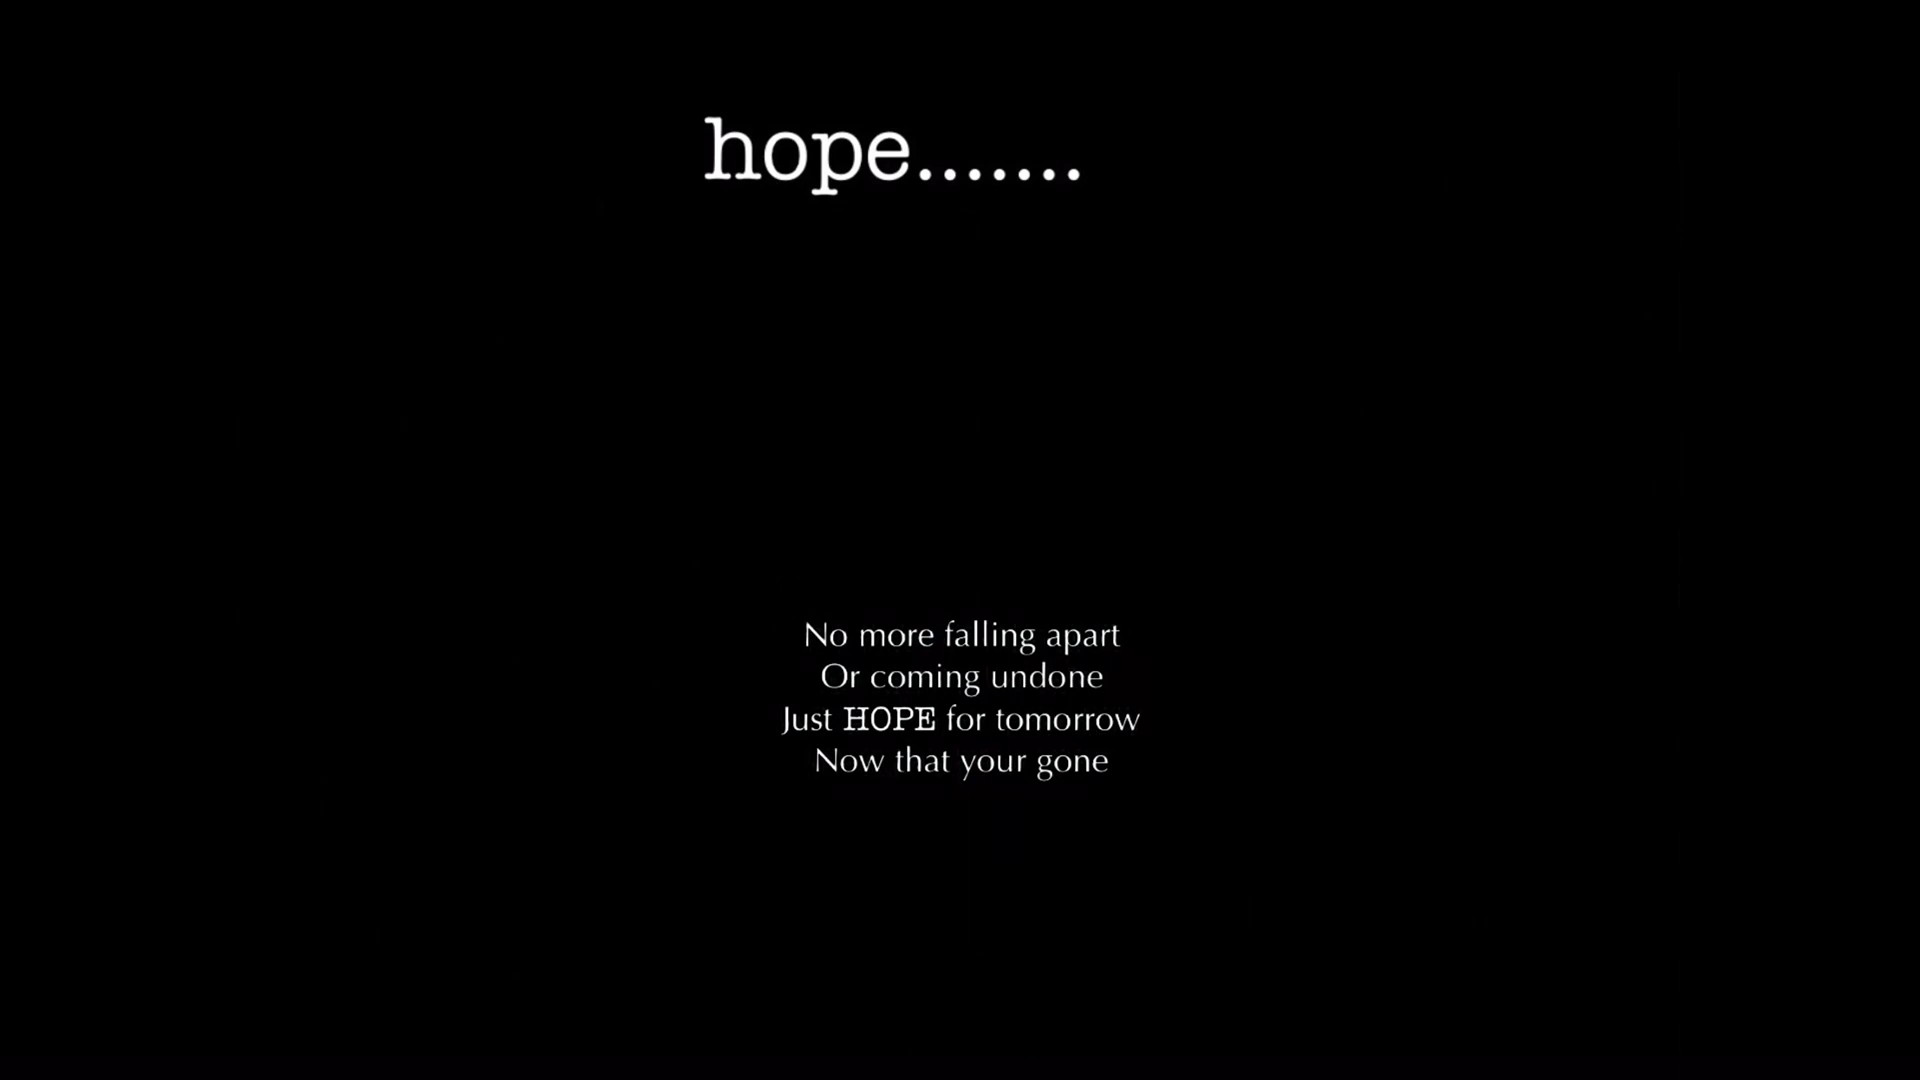 hope.......
No more falling apart
Or coming undone
Just HOPE for tomorrow
Now that your gone